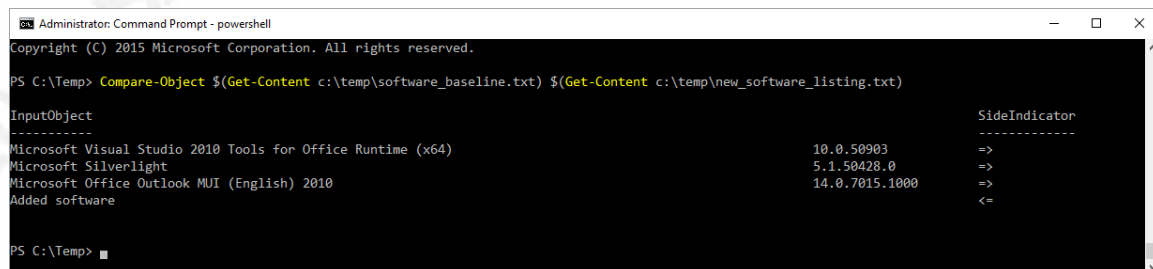 Administrator: Command Prompt - powershell
Copyright (C) 2015 Microsoft Corporation. All rights reserved.
PS C:\Temp> Compare-Object $(Get-Content c:\temp\software_baseline.txt) $(Get-Content c:\temp\new_software_listing.txt)
InputObject SideIndicator
----------- -------------
Microsoft Visual Studio 2010 Tools for Office Runtime (x64) 10.0.50903 =>
Microsoft Silverlight 5.1.50428.0 =>
Microsoft Office Outlook MUI (English) 2010 14.0.7015.1000 =>
Added software <=
PS C:\Temp>